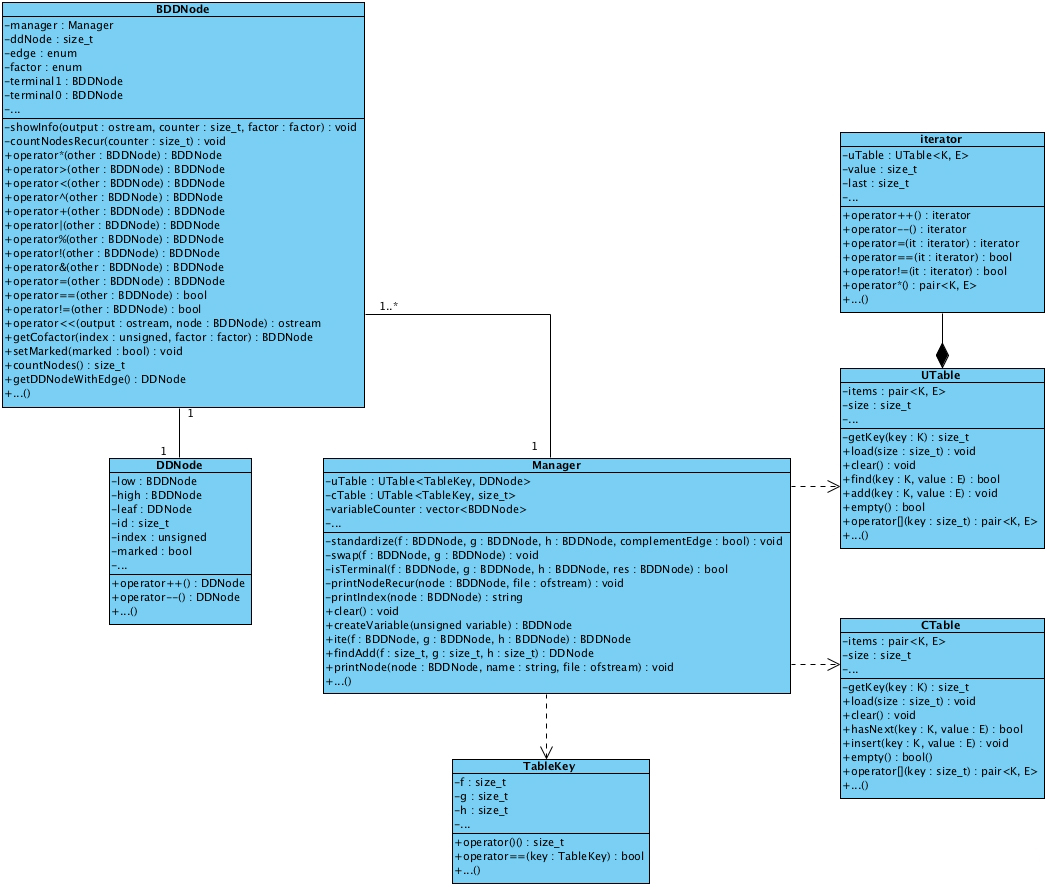 BDDNode
-manager : Manager
-ddNode : size_t
-edge : enum
-factor : enum
-terminal1 : BDDNode
-terminal0 : BDDNode
-...
-showInfo(output : ostream, counter : size_t, factor : factor) : void
-countNodesRecur(counter : size_t) : void
+operator*(other : BDDNode) : BDDNode
+operator>(other : BDDNode) : BDDNode
+operator<(other : BDDNode) : BDDNode
+operator^(other : BDDNode) : BDDNode
+operator+(other : BDDNode) : BDDNode
+operator|(other : BDDNode) : BDDNode
+operator%(other : BDDNode) : BDDNode
+operator!(other : BDDNode) : BDDNode
+operator&(other : BDDNode) : BDDNode
+operator=(other : BDDNode) : BDDNode
+operator==(other : BDDNode) : bool
+operator!=(other : BDDNode) : bool
+operator<<(output : ostream, node : BDDNode) : ostream
+getCofactor(index : unsigned, factor : factor) : BDDNode
+setMarked(marked : bool) : void
+countNodes() : size_t
+getDDNodeWithEdge() : DDNode
+...()
1..*
1
1
1
iterator
-uTable : UTable<K, E>
-value : size_t
-last : size_t
-...
+operator++() : iterator
+operator--() : iterator
+operator=(it : iterator) : iterator
+operator==(it : iterator) : bool
+operator!=(it : iterator) : bool
+operator*() : pair<K, E>
+...()
UTable
-items : pair<K, E>
-size : size_t
-...
-getKey(key : K) : size_t
+load(size : size_t) : void
+clear() : void
+find(key : K, value : E) : bool
+add(key : K, value : E) : void
+empty() : bool
+operator[](key : size_t) : pair<K, E>
+...()
DDNode
-low : BDDNode
-high : BDDNode
-leaf : DDNode
-id : size_t
-index : unsigned
-marked : bool
-...
+operator++() : DDNode
+operator--() : DDNode
+...()
Manager
-uTable : UTable<TableKey, DDNode>
-cTable : UTable<TableKey, size_t>
-variableCounter : vector<BDDNode>
-...
-standardize(f : BDDNode, g : BDDNode, h : BDDNode, complementEdge : bool) : void
-swap(f : BDDNode, g : BDDNode) : void
-isTerminal(f : BDDNode, g : BDDNode, h : BDDNode, res : BDDNode) : bool
-printNodeRecur(node : BDDNode, file : ofstream) : void
-printIndex(node : BDDNode) : string
+clear() : void
+createVariable(unsigned variable) : BDDNode
+ite(f : BDDNode, g : BDDNode, h : BDDNode) : BDDNode
+findAdd(f : size_t, g : size_t, h : size_t) : DDNode
+printNode(node : BDDNode, name : string, file : ofstream) : void
+...()
CTable
-items : pair<K, E>
-size : size_t
-...
-getKey(key : K) : size_t
+load(size : size_t) : void
+clear() : void
+hasNext(key : K, value : E) : bool
+insert(key : K, value : E) : void
+empty() : bool()
+operator[](key : size_t) : pair<K, E>
+...()
TableKey
-f : size_t
-g : size_t
-h : size_t
-...
+operator()() : size_t
+operator==(key : TableKey) : bool
+...()